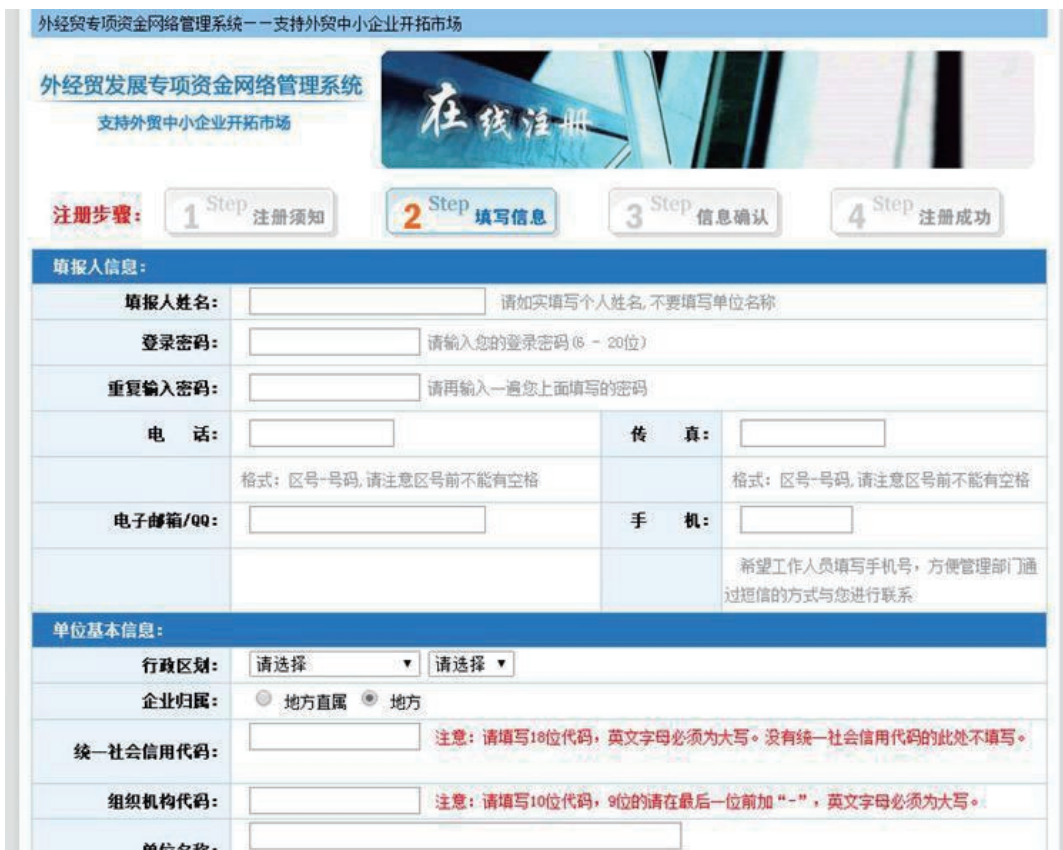 外经贸专项资金网络管理系统——支持外贸中小企业开拓市场
外经贸发展专项资金网络管理系统
支持外贸中小企业开拓市场
在线注册
注册步骤：
1 Step 注册须知
2 Step 填写信息
3 Step 信息确认
4 Step 注册成功
填报人信息：
填报人姓名： 请如实填写个人姓名,不要填写单位名称
登录密码： 请输入您的登录密码(6 - 20位)
重复输入密码： 请再输入一遍您上面填写的密码
电 话： 传 真：
格式：区号-号码,请注意区号前不能有空格 格式：区号-号码,请注意区号前不能有空格
电子邮箱/QQ： 手 机：
希望工作人员填写手机号，方便管理部门通
过短信的方式与您进行联系
单位基本信息：
行政区划： 请选择 请选择
企业归属： 地方直属 地方
统一社会信用代码： 注意：请填写18位代码，英文字母必须为大写。没有统一社会信用代码的此处不填写。
组织机构代码： 注意：请填写10位代码，9位的请在最后一位前加“-”，英文字母必须为大写。
单位名称：